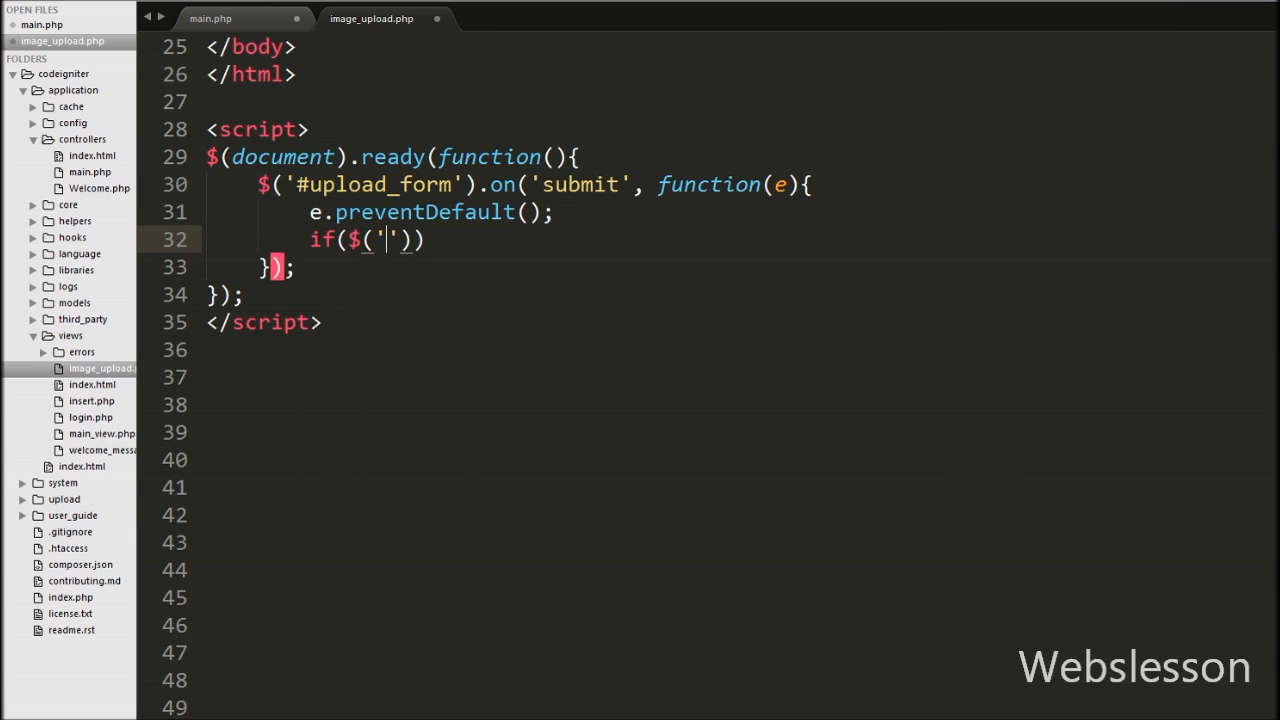 OPEN FILES
main.php
image_upload.php
FOLDERS
codeigniter
application
cache
config
controllers
index.html
main.php
Welcome.php
core
helpers
hooks
language
libraries
logs
models
third_party
views
errors
image_upload.
index.html
insert.php
login.php
main_view.php
welcome_messa
index.html
system
upload
user_guide
.gitignore
.htaccess
composer.json
contributing.md
index.php
license.txt
readme.rst
main.php
image_upload.php
25 </body>
26 </html>
27
28 <script>
29 $(document).ready(function(){
30 $('#upload_form').on('submit', function(e){
31 e.preventDefault();
32 if($(''))
33 });
34 });
35 </script>
36
37
38
39
40
41
42
43
44
45
46
47
48
49
Webslesson